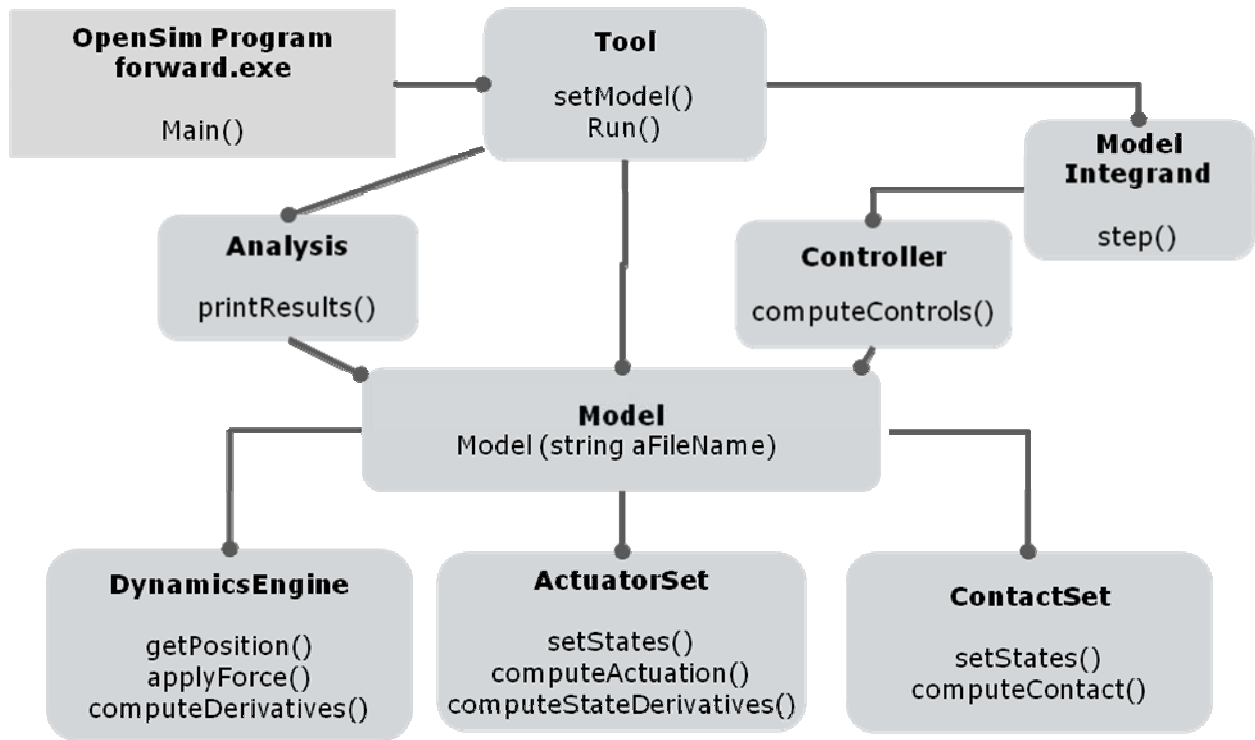 OpenSim Program
forward.exe
Main()
Tool
setModel()
Run()
Model
Integrand
step()
Analysis
printResults()
Controller
computeControls()
Model
Model (string aFileName)
DynamicsEngine
getPosition()
applyForce()
computeDerivatives()
ActuatorSet
setStates()
computeActuation()
computeStateDerivatives()
ContactSet
setStates()
computeContact()